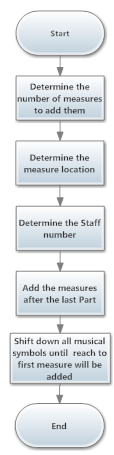 Start
Determine the
number of measures
to add them
Determine the
measure location
Determine the Staff
number
Add the measures
after the last Part
Shift down all musical
symbols until reach to
first measure will be
added
End